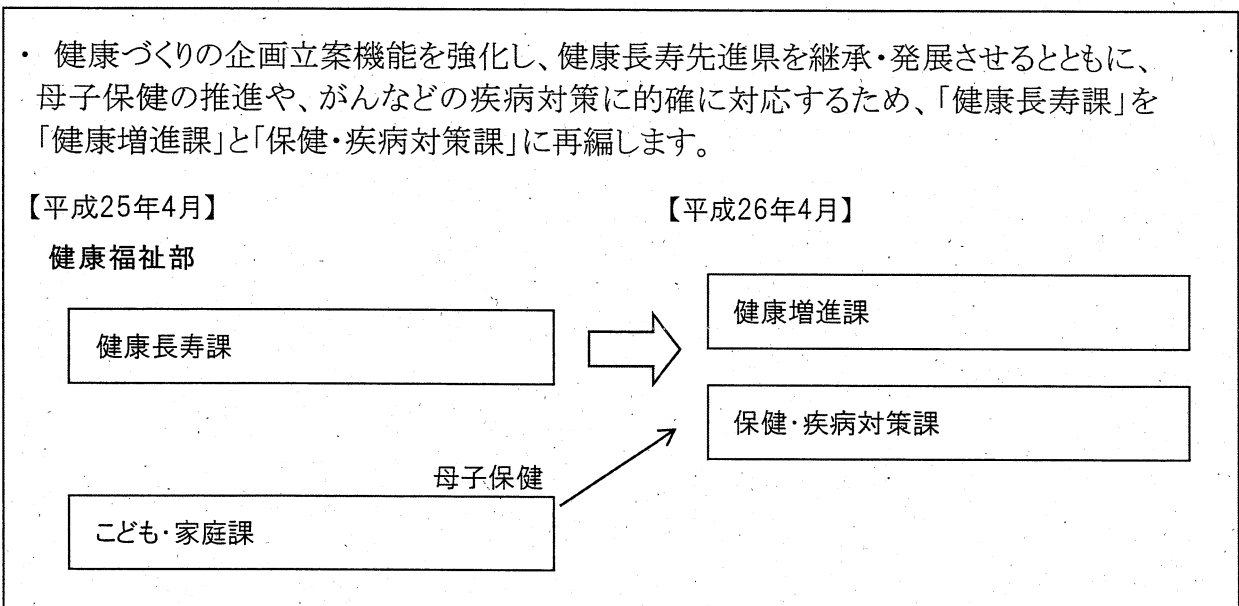 ・ 健康づくりの企画立案機能を強化し、健康長寿先進県を継承・発展させるとともに、
母子保健の推進や、がんなどの疾病対策に的確に対応するため、「健康長寿課」を
「健康増進課」と「保健・疾病対策課」に再編します。
【平成25年4月】
【平成26年4月】
健康福祉部
健康増進課
健康長寿課
保健・疾病対策課
母子保健
こども・家庭課